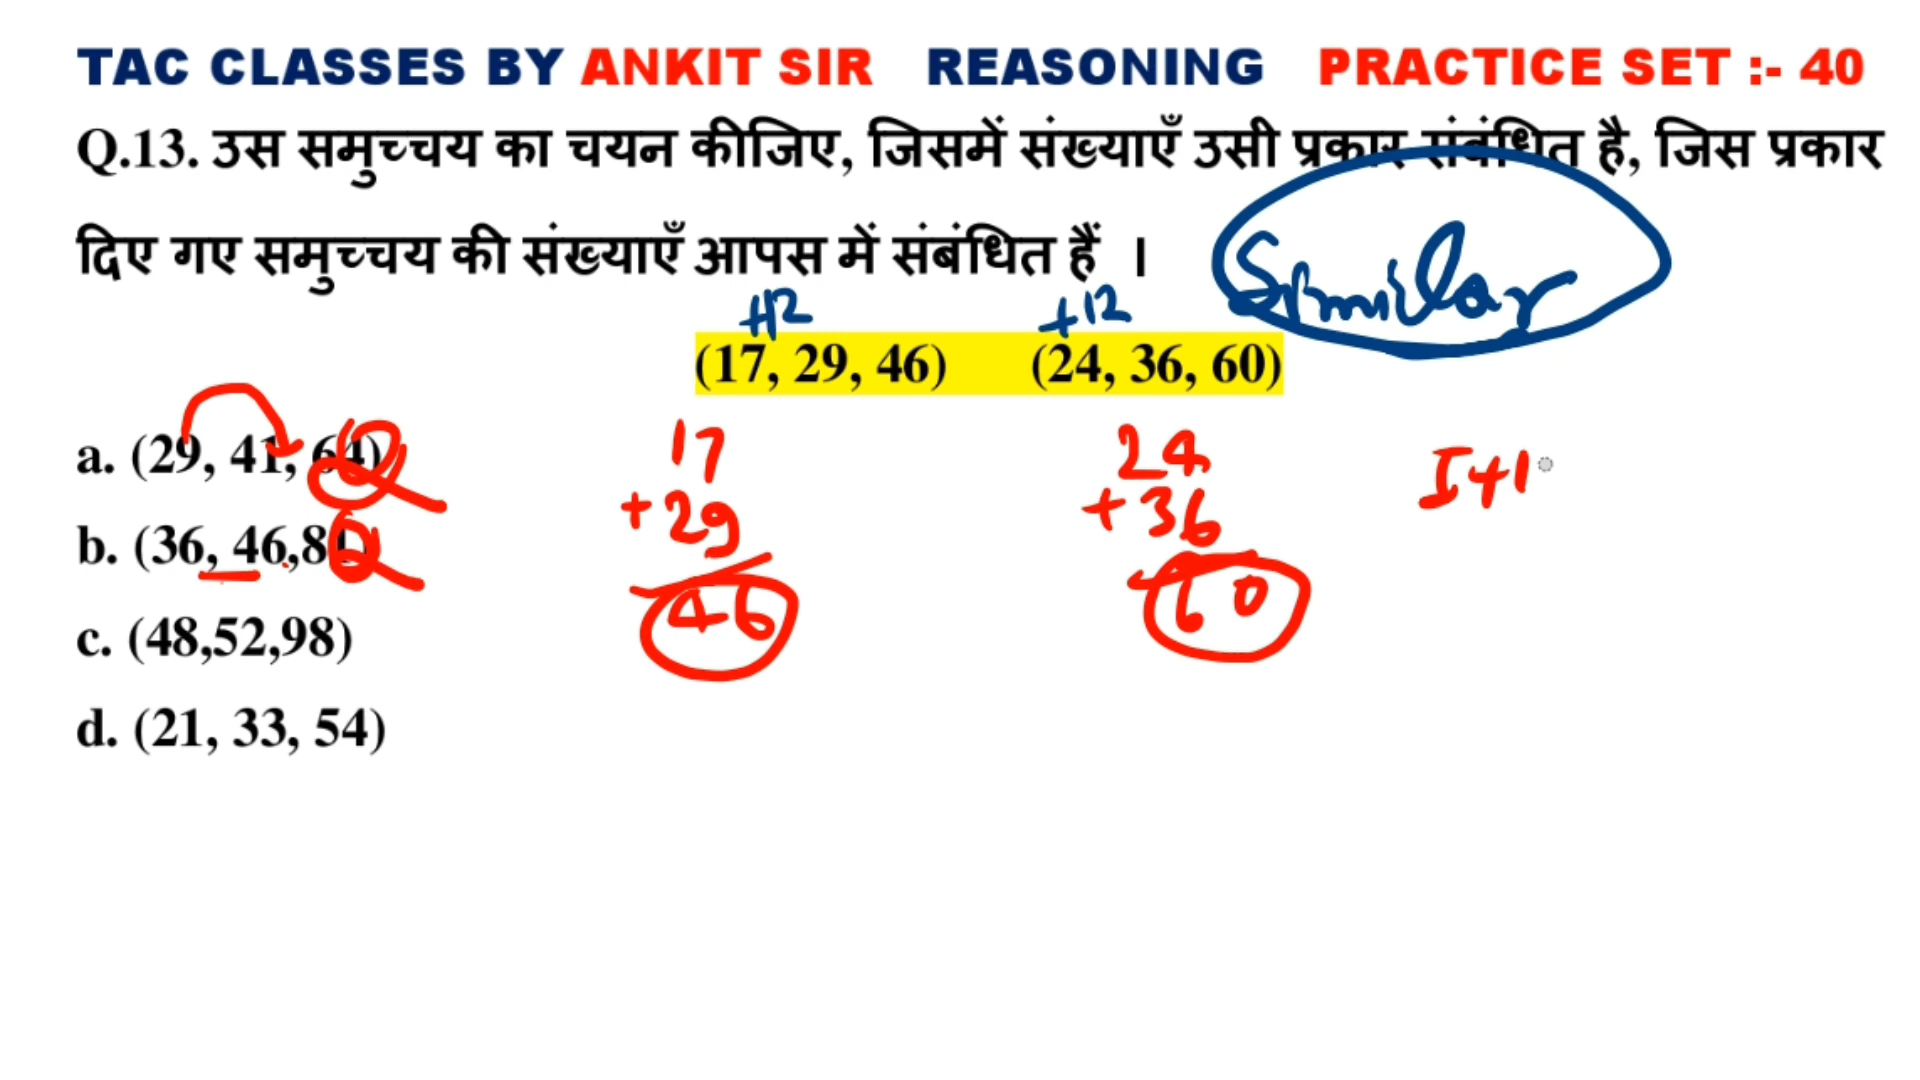 TAC CLASSES BY ANKIT SIR REASONING PRACTICE SET :- 40
Q.13. उस समुच्चय का चयन कीजिए, जिसमें संख्याएँ उसी प्रकार संबंधित है, जिस प्रकार
दिए गए समुच्चय की संख्याएँ आपस में संबंधित हैं ।
Similar
+12 +12
(17, 29, 46) (24, 36, 60)
a. (29, 41, 64)
17 24 I+1
+29 +36
b. (36, 46,81)
46 60
c. (48,52,98)
d. (21, 33, 54)